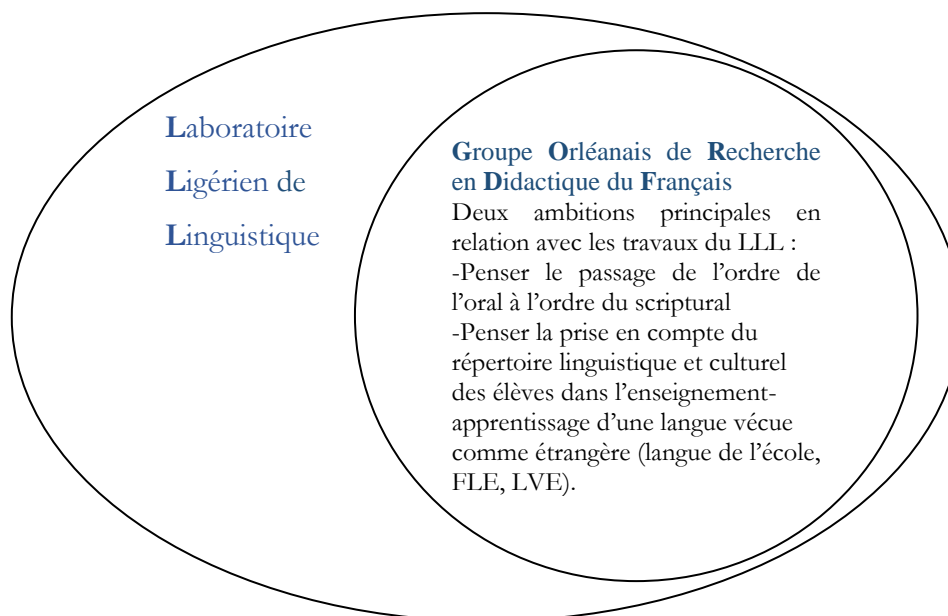 Laboratoire
Ligérien de
Linguistique
Groupe Orléanais de Recherche
en Didactique du Français
Deux ambitions principales en
relation avec les travaux du LLL :
-Penser le passage de l’ordre de
l’oral à l’ordre du scriptural
-Penser la prise en compte du
répertoire linguistique et culturel
des élèves dans l’enseignement-
apprentissage d’une langue vécue
comme étrangère (langue de l’école,
FLE, LVE).